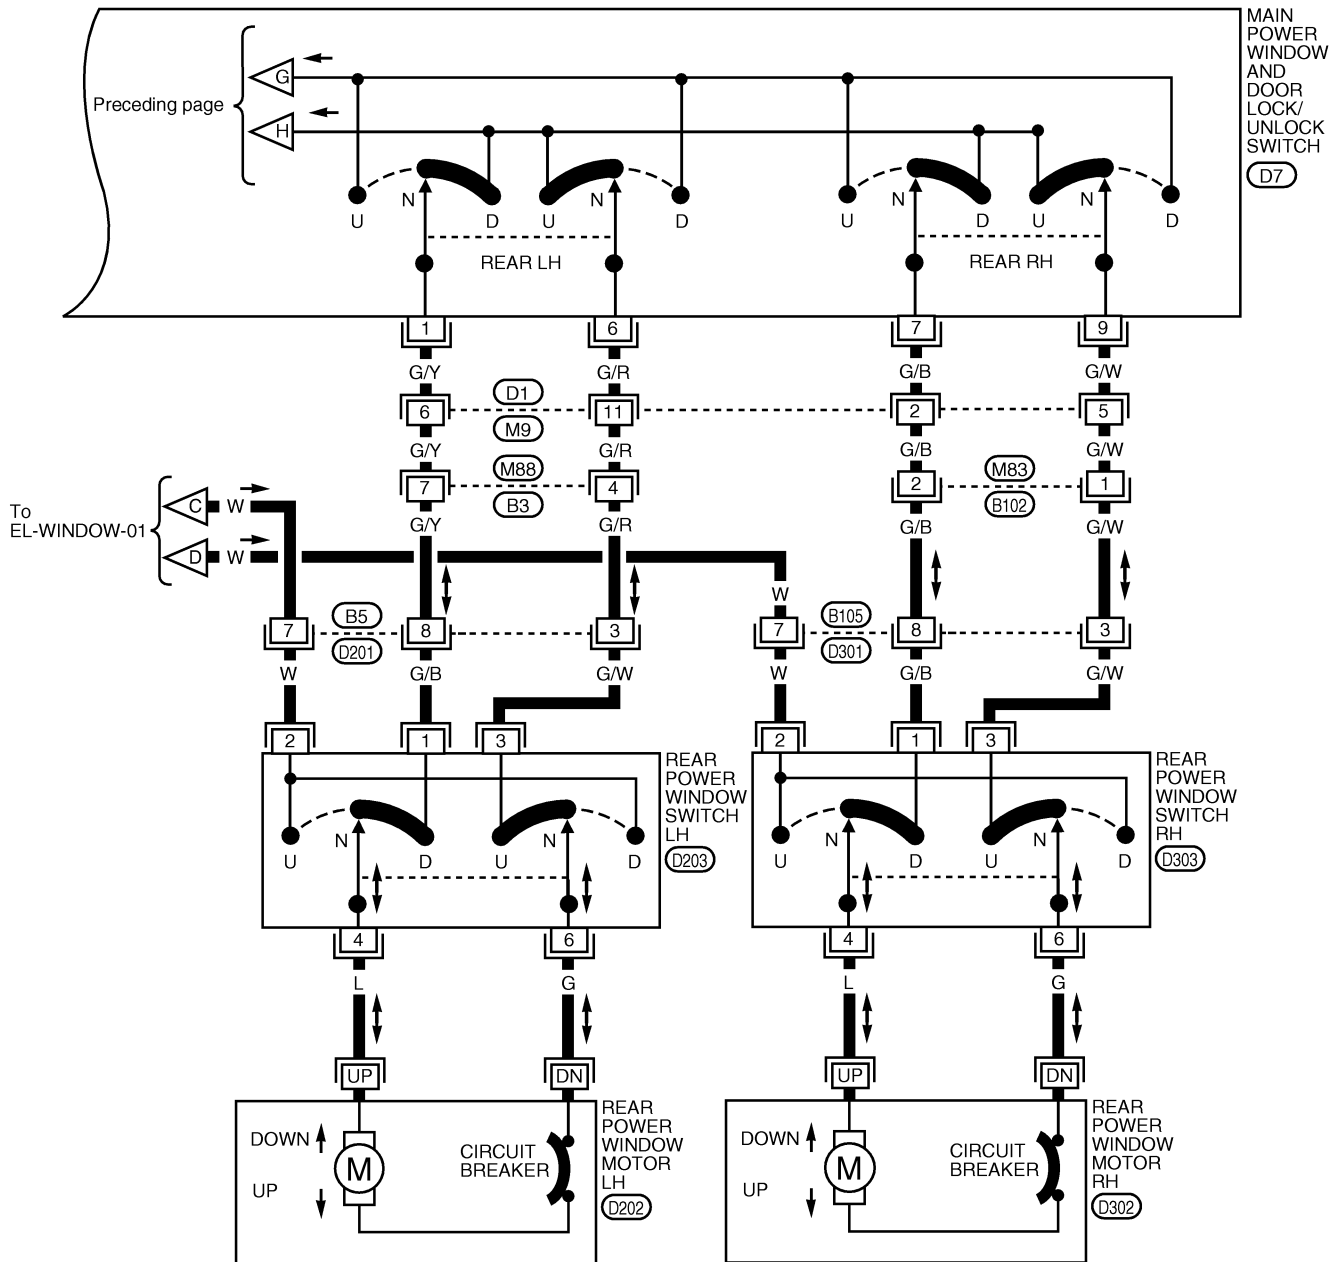 MAIN
POWER
WINDOW
AND
DOOR
LOCK/
UNLOCK
SWITCH
D7
Preceding page
G
H
U N D U N D
U N D U N D
REAR LH
REAR RH
1 6 7 9
G/Y G/R G/B G/W
D1
6 11 2 5
M9
G/Y G/R G/B G/W
M88
M83
7 4 2 1
B3
B102
G/Y G/R G/B G/W
To
EL-WINDOW-01
C W
D W
W
B5
B105
7 8 3 7 8 3
D201
D301
W G/B G/W W G/B G/W
2 1 3 2 1 3
REAR
POWER
WINDOW
SWITCH
LH
D203
REAR
POWER
WINDOW
SWITCH
RH
D303
U N D U N D
U N D U N D
4 6 4 6
L G L G
UP DN UP DN
REAR
POWER
WINDOW
MOTOR
LH
D202
REAR
POWER
WINDOW
MOTOR
RH
D302
DOWN
UP
M
CIRCUIT
BREAKER
DOWN
UP
M
CIRCUIT
BREAKER